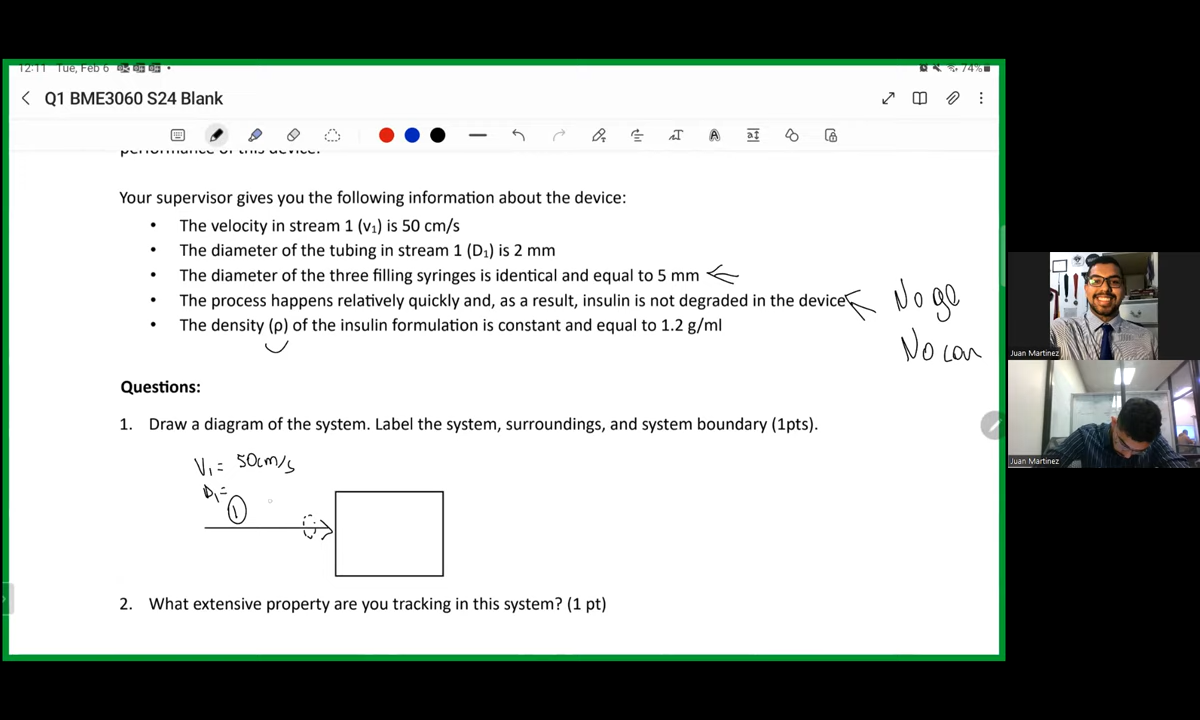 12:11 Tue, Feb 6
74%
Q1 BME3060 S24 Blank
performance of this device.
Your supervisor gives you the following information about the device:
• The velocity in stream 1 (v₁) is 50 cm/s
• The diameter of the tubing in stream 1 (D₁) is 2 mm
• The diameter of the three filling syringes is identical and equal to 5 mm
• The process happens relatively quickly and, as a result, insulin is not degraded in the device
No ge
• The density (ρ) of the insulin formulation is constant and equal to 1.2 g/ml
No con
Juan Martinez
Questions:
1. Draw a diagram of the system. Label the system, surroundings, and system boundary (1pts).
V₁ = 50cm/s
D₁ =
1
Juan Martinez
2. What extensive property are you tracking in this system? (1 pt)